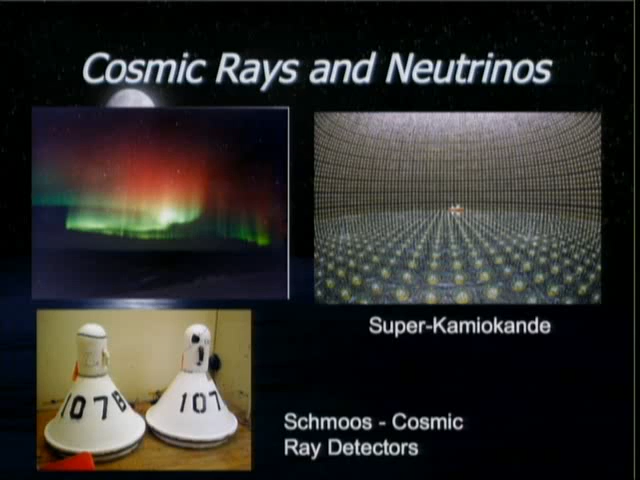 Cosmic Rays and Neutrinos
Super-Kamiokande
1078
107
Schmoos - Cosmic
Ray Detectors